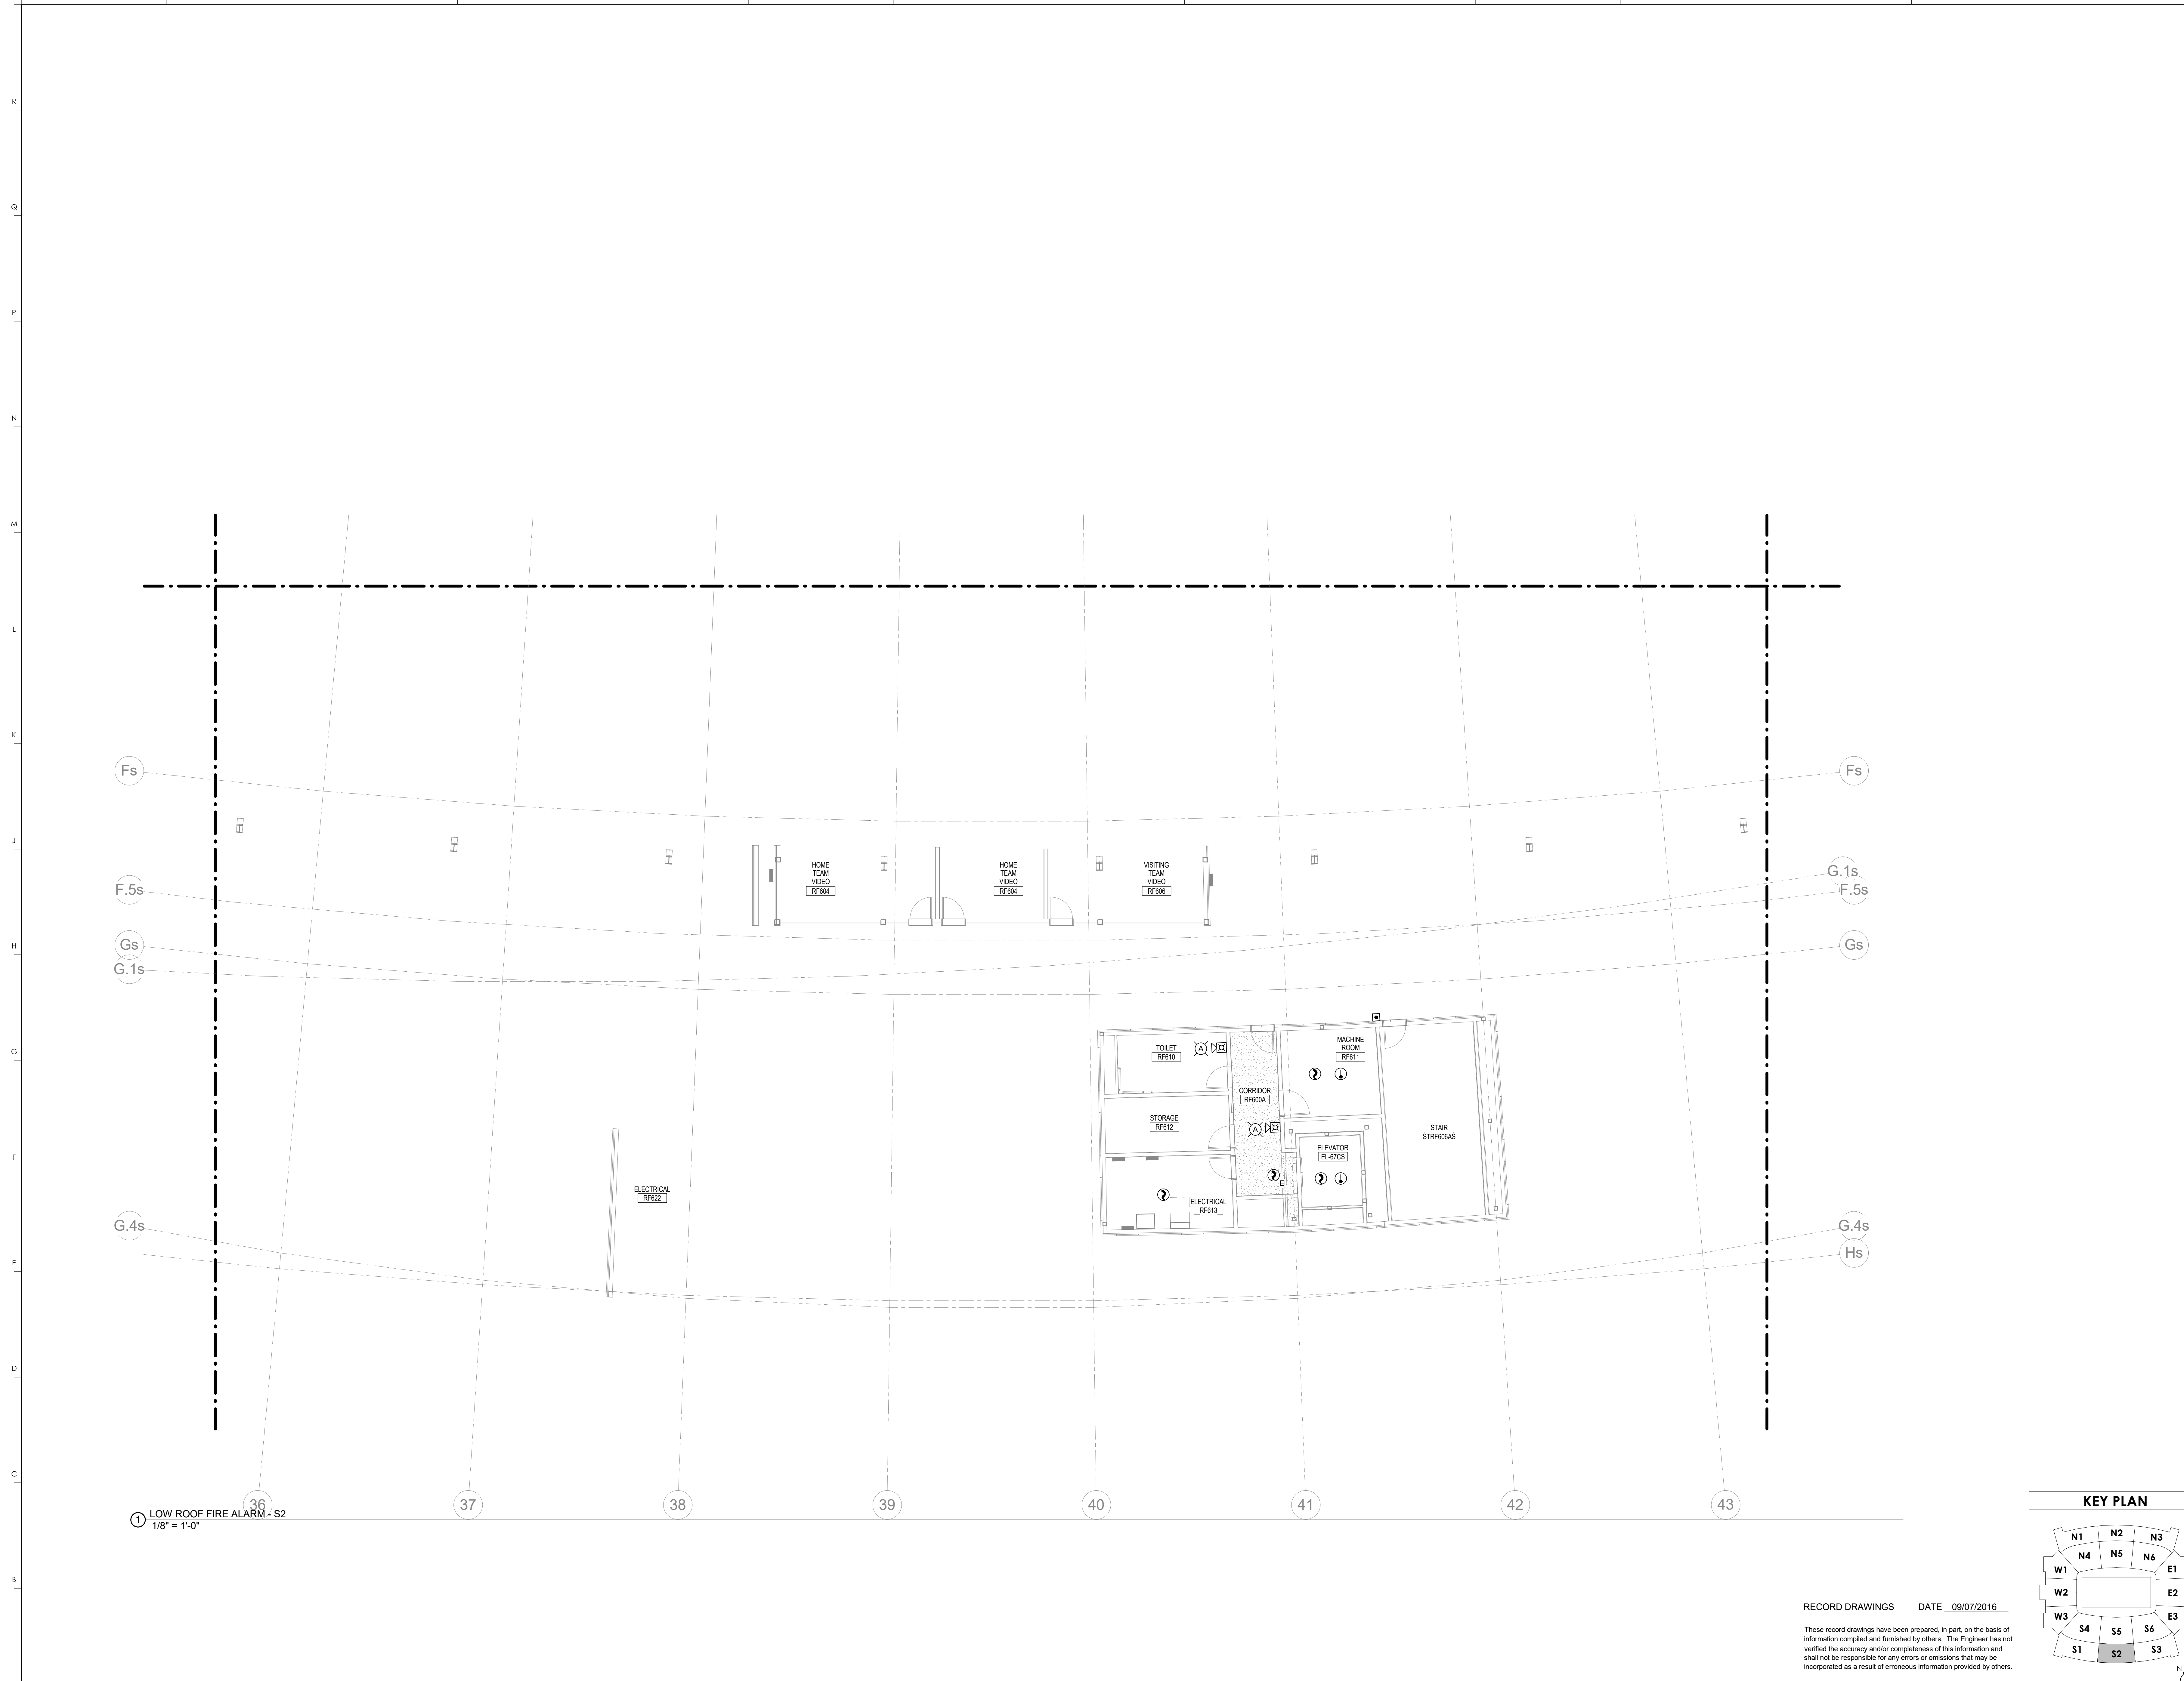 R
Q
P
N
M
L
K
J
H
G
F
E
D
C
B
Fs
Fs
F.5s
G.1s
F.5s
Gs
Gs
G.1s
G.4s
G.4s
Hs
HOME
TEAM
VIDEO
RF604
HOME
TEAM
VIDEO
RF604
VISITING
TEAM
VIDEO
RF606
TOILET
RF610
A
MACHINE
ROOM
RF611
CORRIDOR
RF600A
STORAGE
RF612
A
STAIR
STRF606AS
ELEVATOR
EL-67CS
E
ELECTRICAL
RF622
ELECTRICAL
RF613
36
37
38
39
40
41
42
43
1
LOW ROOF FIRE ALARM - S2
1/8" = 1'-0"
RECORD DRAWINGS DATE 09/07/2016
These record drawings have been prepared, in part, on the basis of
information compiled and furnished by others. The Engineer has not
verified the accuracy and/or completeness of this information and
shall not be responsible for any errors or omissions that may be
incorporated as a result of erroneous information provided by others.
KEY PLAN
N1
N2
N3
N4
N5
N6
W1
E1
W2
E2
W3
E3
S4
S5
S6
S1
S2
S3
N